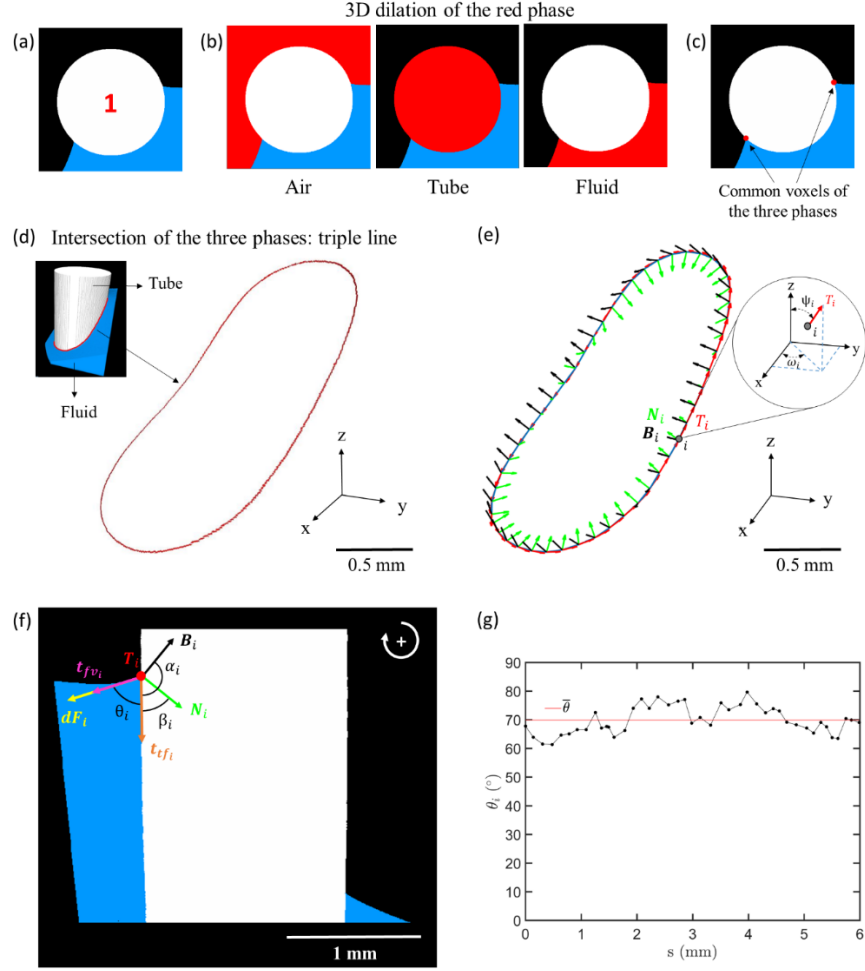 3D dilation of the red phase
(a)
(b)
(c)
1
Air
Tube
Fluid
Common voxels of
the three phases
(d) Intersection of the three phases: triple line
Tube
Fluid
z
y
x
0.5 mm
(e)
z
ψi
Ti
i
y
ωi
x
Ni
Ti
Bi
i
z
y
x
0.5 mm
(f)
+
Bi
Ti
tfvi
αi
dFi
θi
βi
Ni
ttfi
1 mm
(g)
90
80
70
60
50
40
30
20
10
0
θ̅
θi (°)
0 1 2 3 4 5 6
s (mm)